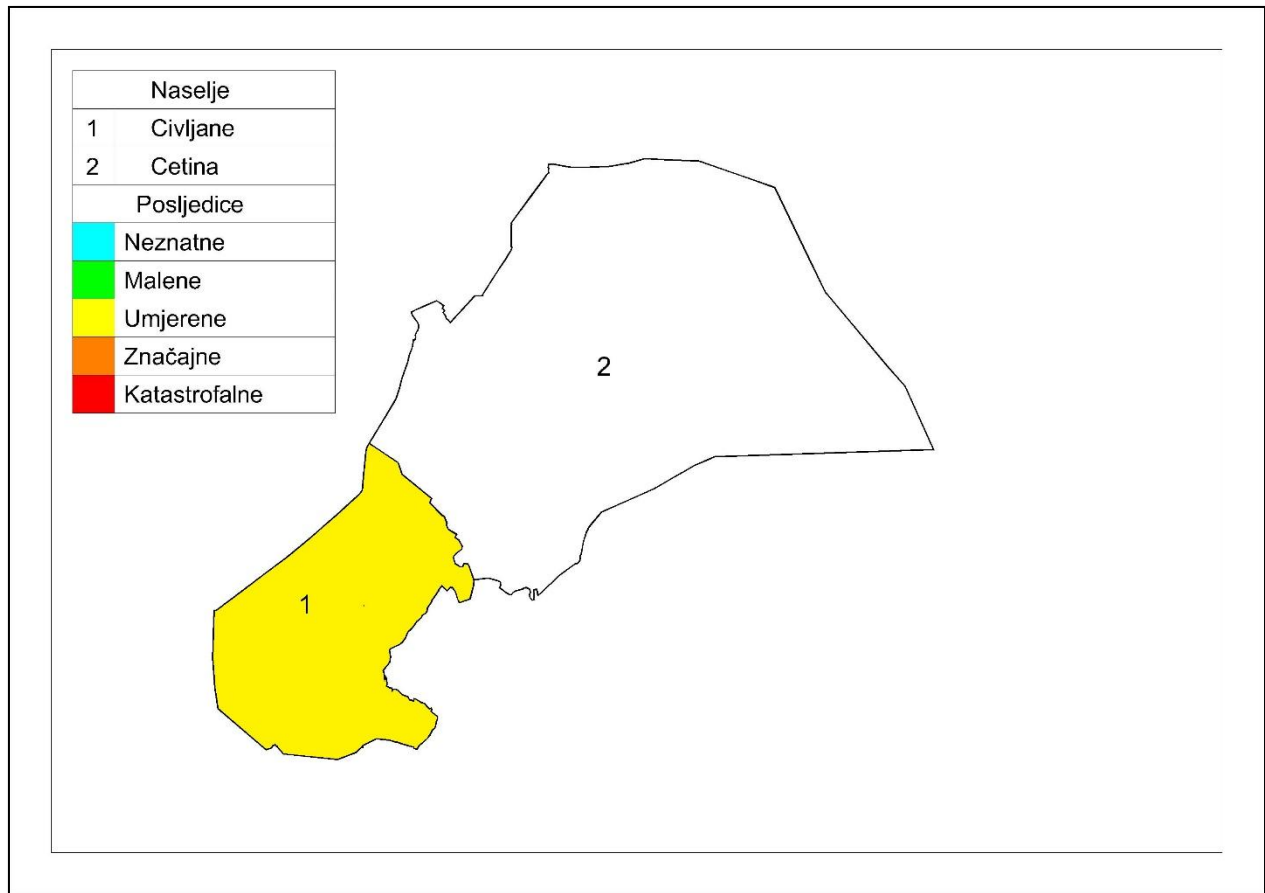 Naselje
1 Civljane
2 Cetina
Posljedice
Neznatne
Malene
Umjerene
Značajne
Katastrofalne
2
1